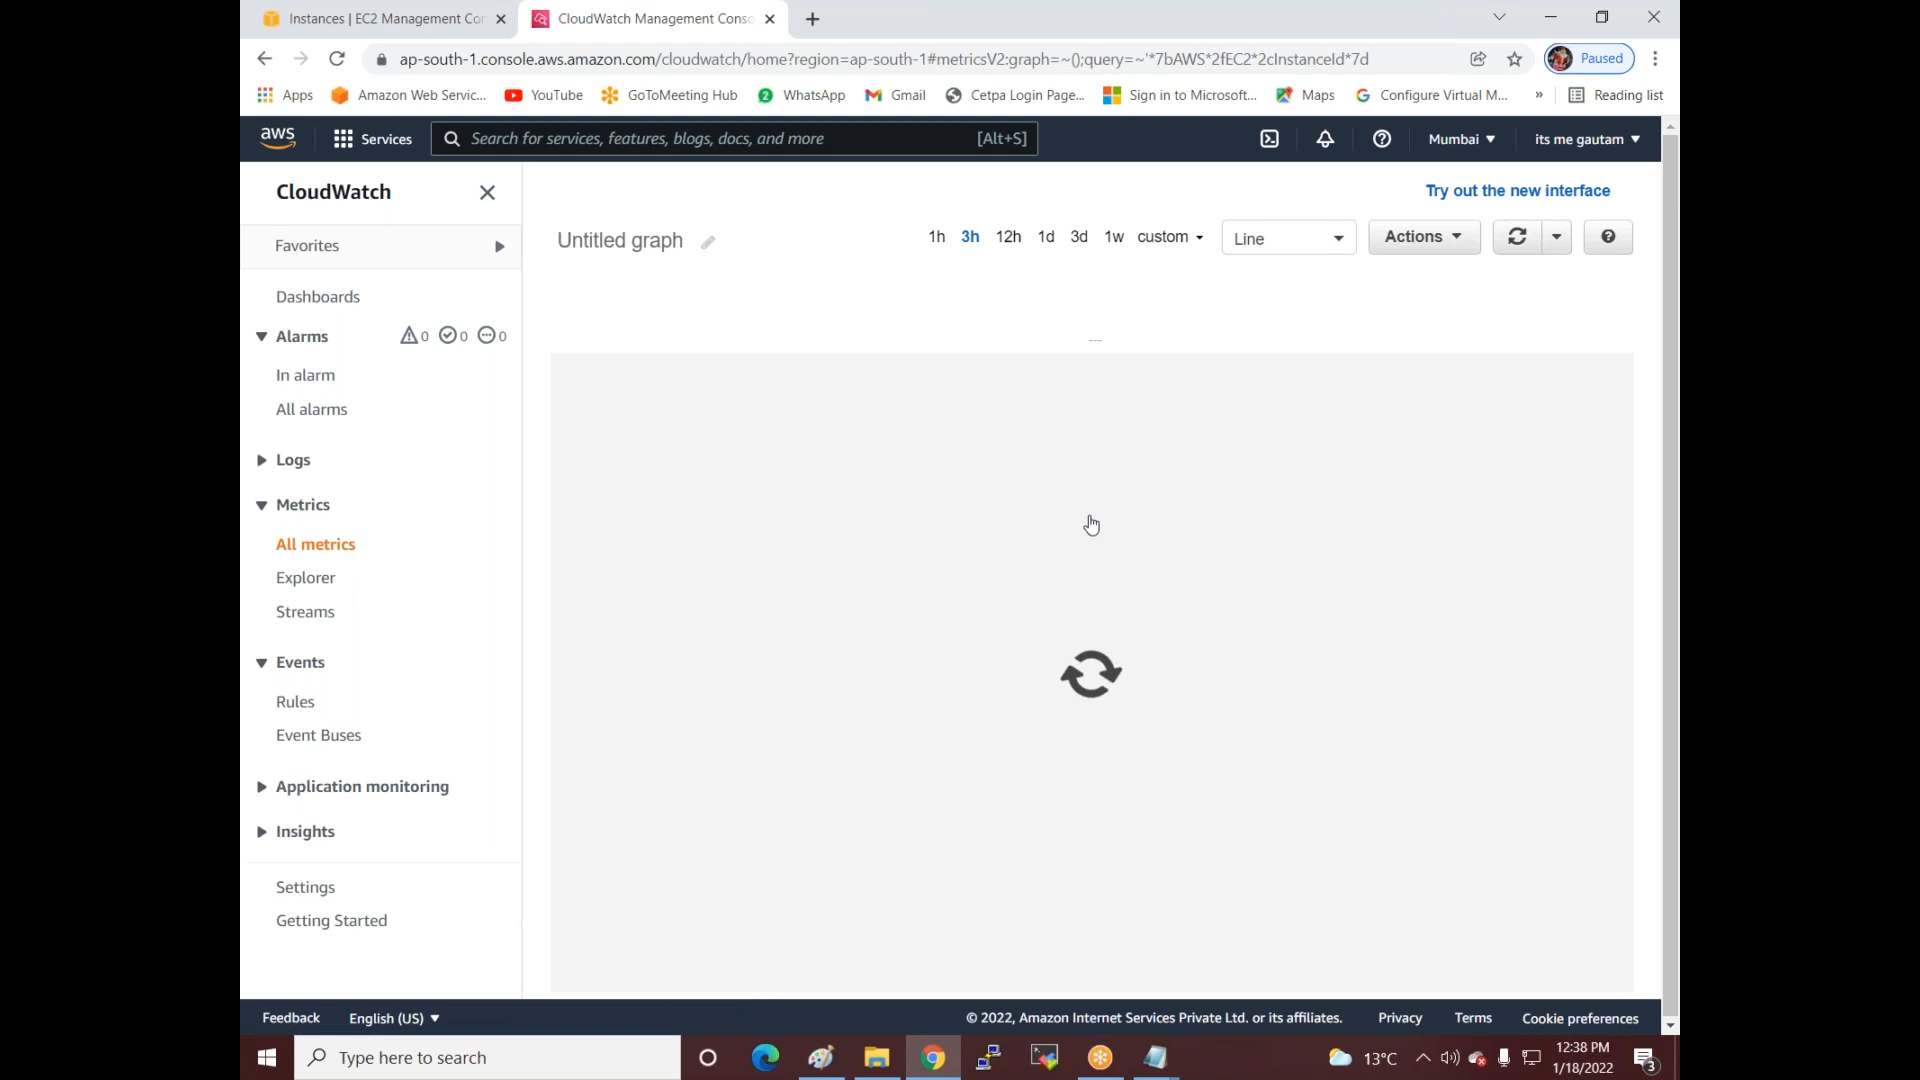 Instances | EC2 Management Cor
CloudWatch Management Conso
ap-south-1.console.aws.amazon.com/cloudwatch/home?region=ap-south-1#metricsV2:graph=~();query=~'*7bAWS*2fEC2*2cInstanceId*7d
Paused
Apps
Amazon Web Servic...
YouTube
GoToMeeting Hub
2
WhatsApp
Gmail
Cetpa Login Page...
Sign in to Microsoft...
Maps
Configure Virtual M...
»
Reading list
aws
Services
Search for services, features, blogs, docs, and more
[Alt+S]
Mumbai
its me gautam
CloudWatch
Try out the new interface
Favorites
Untitled graph
1h 3h 12h 1d 3d 1w custom
Line
Actions
Dashboards
Alarms
0 0 0
In alarm
All alarms
Logs
Metrics
All metrics
Explorer
Streams
Events
Rules
Event Buses
Application monitoring
Insights
Settings
Getting Started
Feedback
English (US)
© 2022, Amazon Internet Services Private Ltd. or its affiliates.
Privacy
Terms
Cookie preferences
Type here to search
13°C
12:38 PM
1/18/2022
3